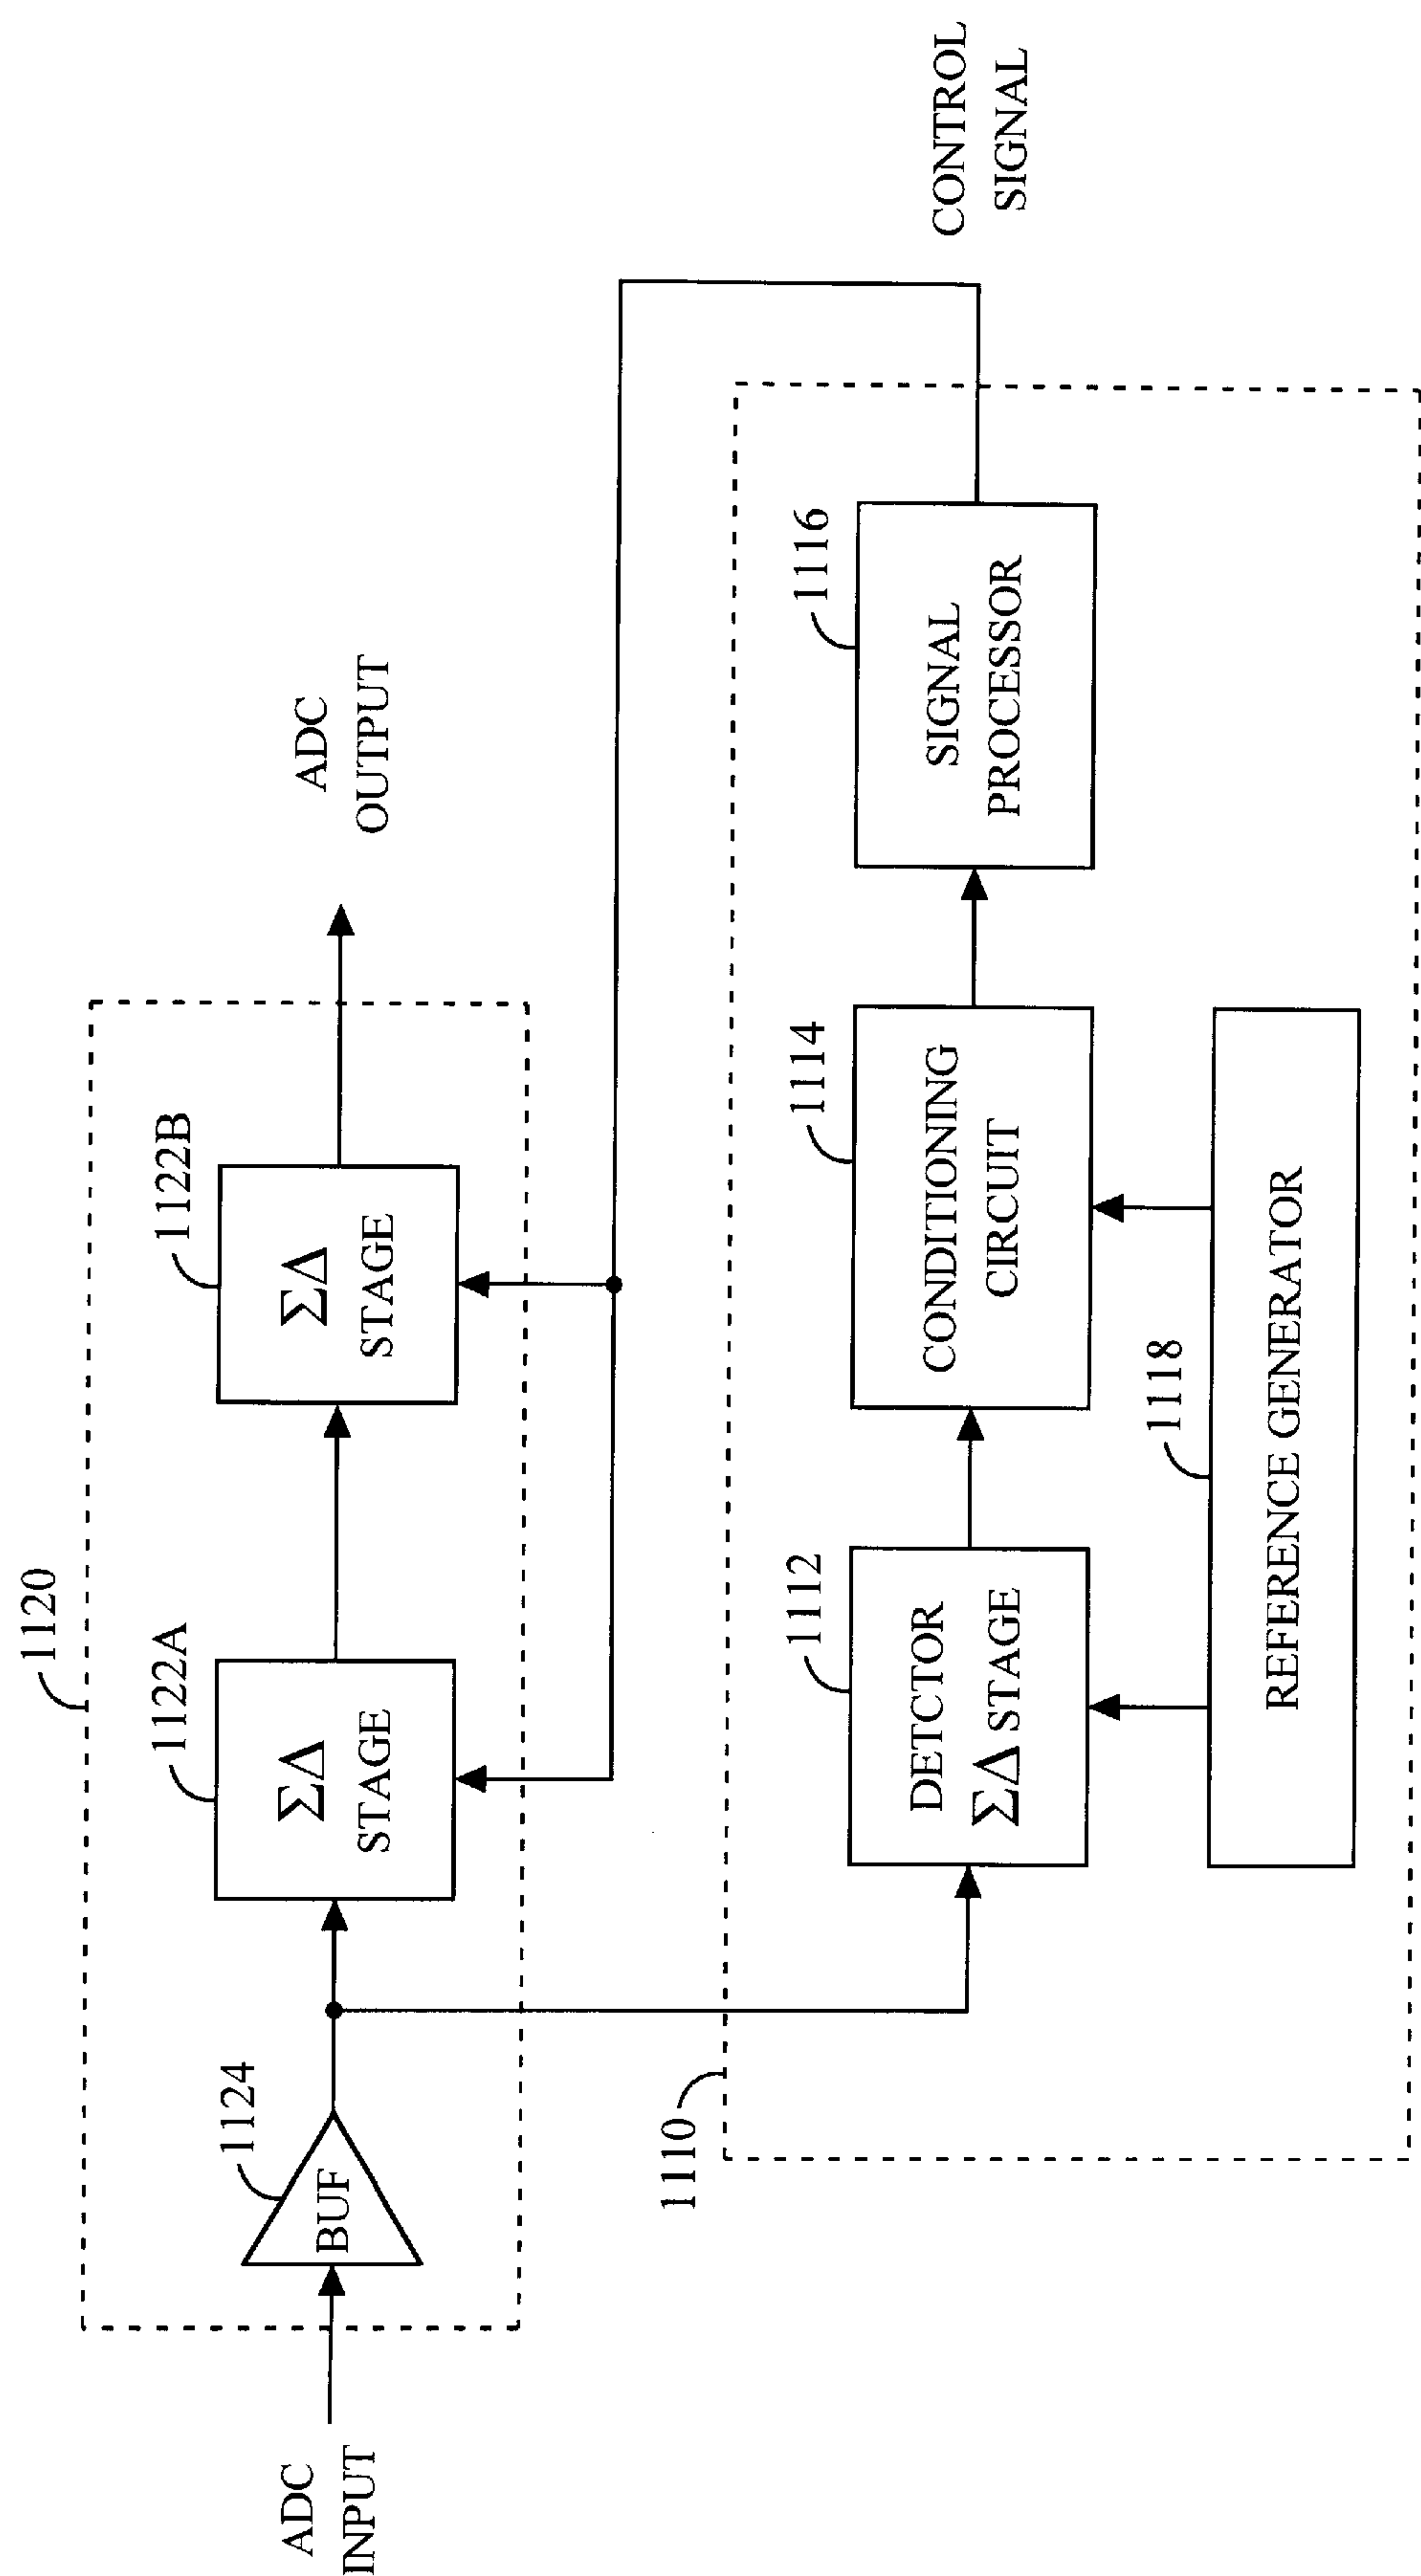 1120
1124
1122A
1122B
ADC
INPUT
BUF
ΣΔ
STAGE
ΣΔ
STAGE
ADC
OUTPUT
1110
1112
1114
1116
DETCTOR
ΣΔ STAGE
CONDITIONING
CIRCUIT
SIGNAL
PROCESSOR
CONTROL
SIGNAL
1118
REFERENCE GENERATOR